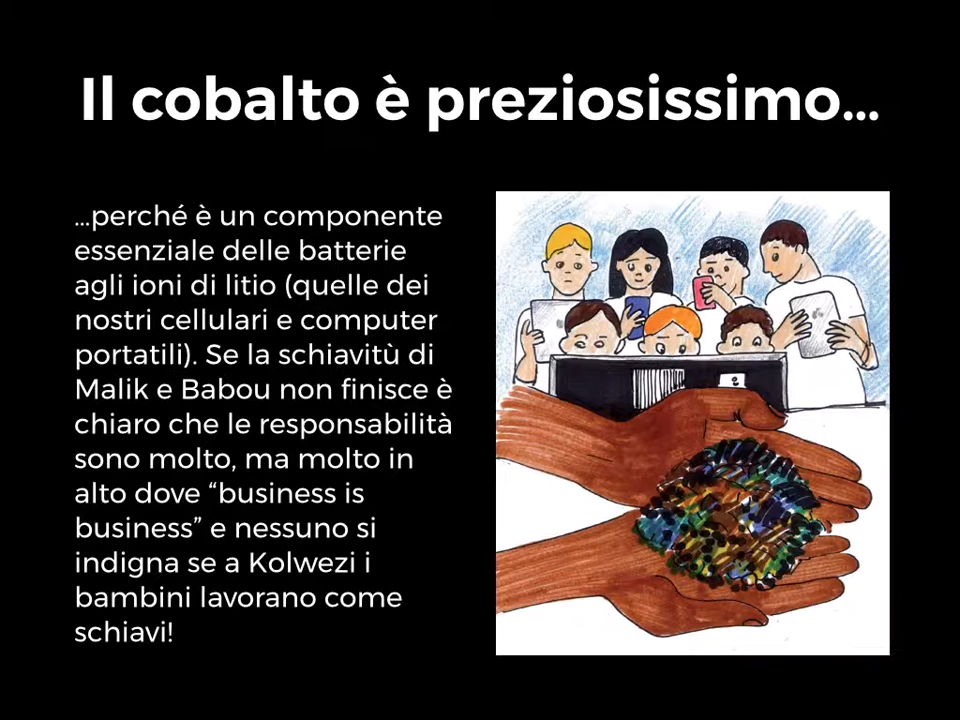 Il cobalto è preziosissimo...
...perché è un componente
essenziale delle batterie
agli ioni di litio (quelle dei
nostri cellulari e computer
portatili). Se la schiavitù di
Malik e Babou non finisce è
chiaro che le responsabilità
sono molto, ma molto in
alto dove “business is
business” e nessuno si
indigna se a Kolwezi i
bambini lavorano come
schiavi!